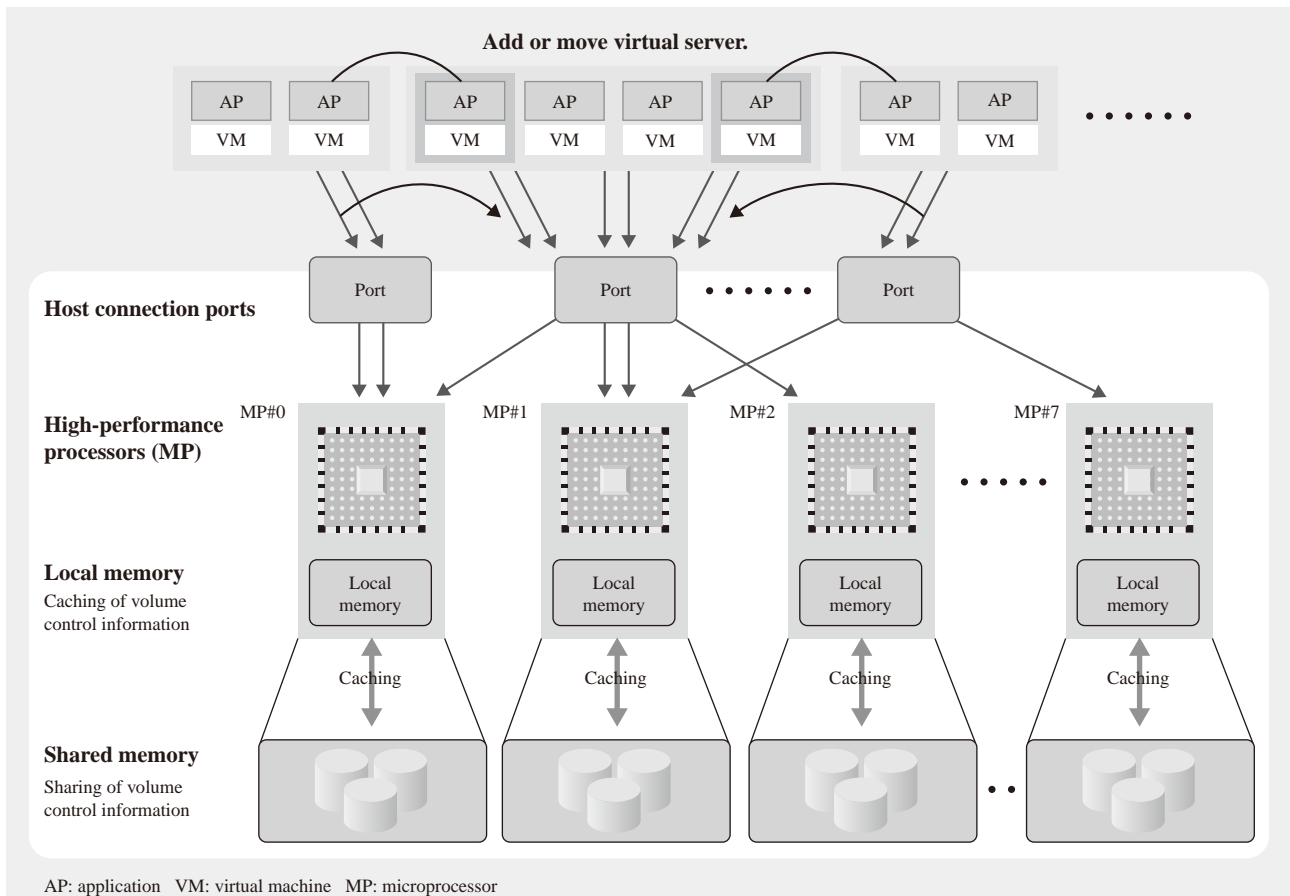 Add or move virtual server.
AP AP AP AP AP AP AP AP
VM VM VM VM VM VM VM VM
Host connection ports
Port Port Port
High-performance
processors (MP)
MP#0 MP#1 MP#2 MP#7
Local memory
Caching of volume
control information
Local
memory
Local
memory
Local
memory
Local
memory
Caching Caching Caching Caching
Shared memory
Sharing of volume
control information
AP: application VM: virtual machine MP: microprocessor